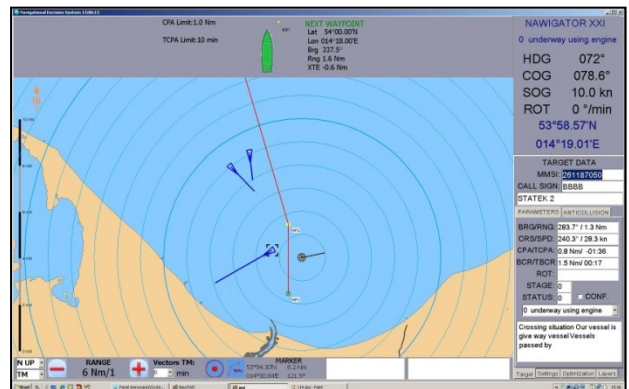 Navigational Decision System
CPA Limit:1.0 Nm
TCPA Limit:10 min
NEXT WAYPOINT
Lat 54°00.00'N
Lon 014°18.00'E
Brg 337.5°
Rng 1.6 Nm
XTE -0.6 Nm
NAWIGATOR XXI
0 underway using engine
HDG 072°
COG 078.6°
SOG 10.0 kn
ROT 0 °/min
53°58.57'N
014°19.01'E
TARGET DATA
MMSI: 261187050
CALL SIGN: BBBB
STATEK 2
PARAMETERS ANTICOLLISION
BRG/RNG: 283.7° / 1.3 Nm
CRS/SPD: 240.3° / 28.3 kn
CPA/TCPA: 0.8 Nm/ -01:36
BCR/TBCR: 1.5 Nm/ 00:17
ROT:
STAGE: 0
STATUS: 0 CONF.
0 underway using engine
Crossing situation Our vessel is
give way vessel Vessels
passed by
Target Settings Optimization Layers
N UP
TM
RANGE
6 Nm/1
Vectors TM:
6 min
MARKER
121.5°